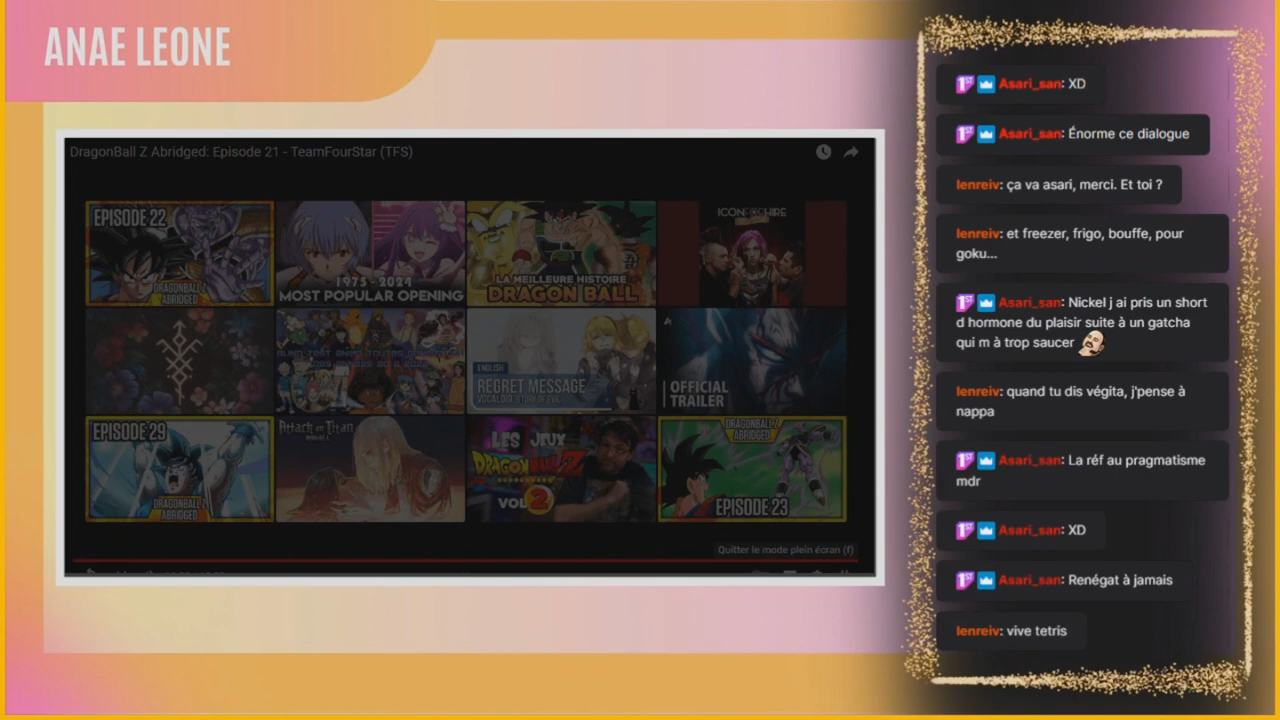 ANAE LEONE
DragonBall Z Abridged: Episode 21 - TeamFourStar (TFS)
EPISODE 22
DRAGONBALL Z
ABRIDGED
1975 - 2024
MOST POPULAR OPENING
LA MEILLEURE HISTOIRE
DRAGON BALL
ENGLISH
REGRET MESSAGE
OFFICIAL
TRAILER
EPISODE 29
DRAGONBALL Z
ABRIDGED
Attack on Titan
LES JEUX
DRAGON BALL Z
VOL 2
DRAGONBALL Z
ABRIDGED
EPISODE 23
Quitter le mode plein écran (f)
Asari_san: XD
Asari_san: Énorme ce dialogue
lenreiv: ça va asari, merci. Et toi ?
lenreiv: et freezer, frigo, bouffe, pour
goku...
Asari_san: Nickel j ai pris un short
d hormone du plaisir suite à un gatcha
qui m à trop saucer
lenreiv: quand tu dis végita, j'pense à
nappa
Asari_san: La réf au pragmatisme
mdr
Asari_san: XD
Asari_san: Renégat à jamais
lenreiv: vive tetris